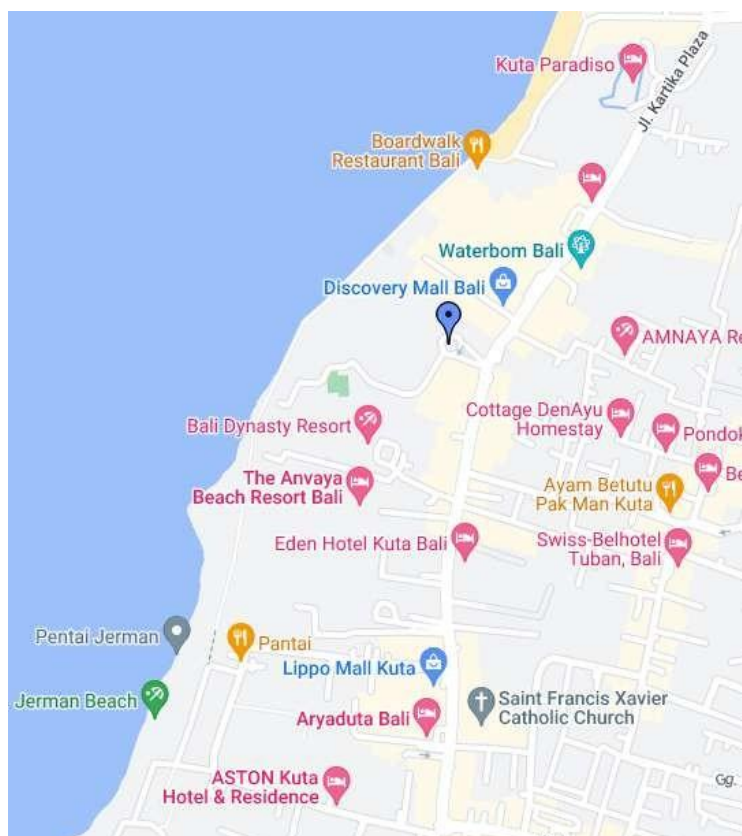 Kuta Paradiso
Jl. Kartika Plaza
Boardwalk
Restaurant Bali
Waterbom Bali
Discovery Mall Bali
AMNAYA Re
Cottage DenAyu
Homestay
Pondok
Bali Dynasty Resort
Be
The Anvaya
Beach Resort Bali
Ayam Betutu
Pak Man Kuta
Eden Hotel Kuta Bali
Swiss-Belhotel
Tuban, Bali
Pentai Jerman
Pantai
Lippo Mall Kuta
Jerman Beach
Saint Francis Xavier
Catholic Church
Aryaduta Bali
ASTON Kuta
Hotel & Residence
Gg.